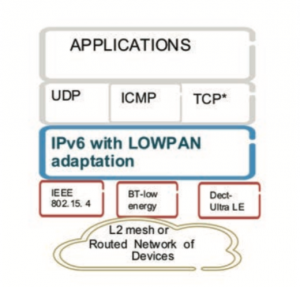 APPLICATIONS
UDP ICMP TCP*
IPv6 with LOWPAN
adaptation
IEEE
802.15. 4
BT-low
energy
Dect-
Ultra LE
L2 mesh or
Routed Network of
Devices